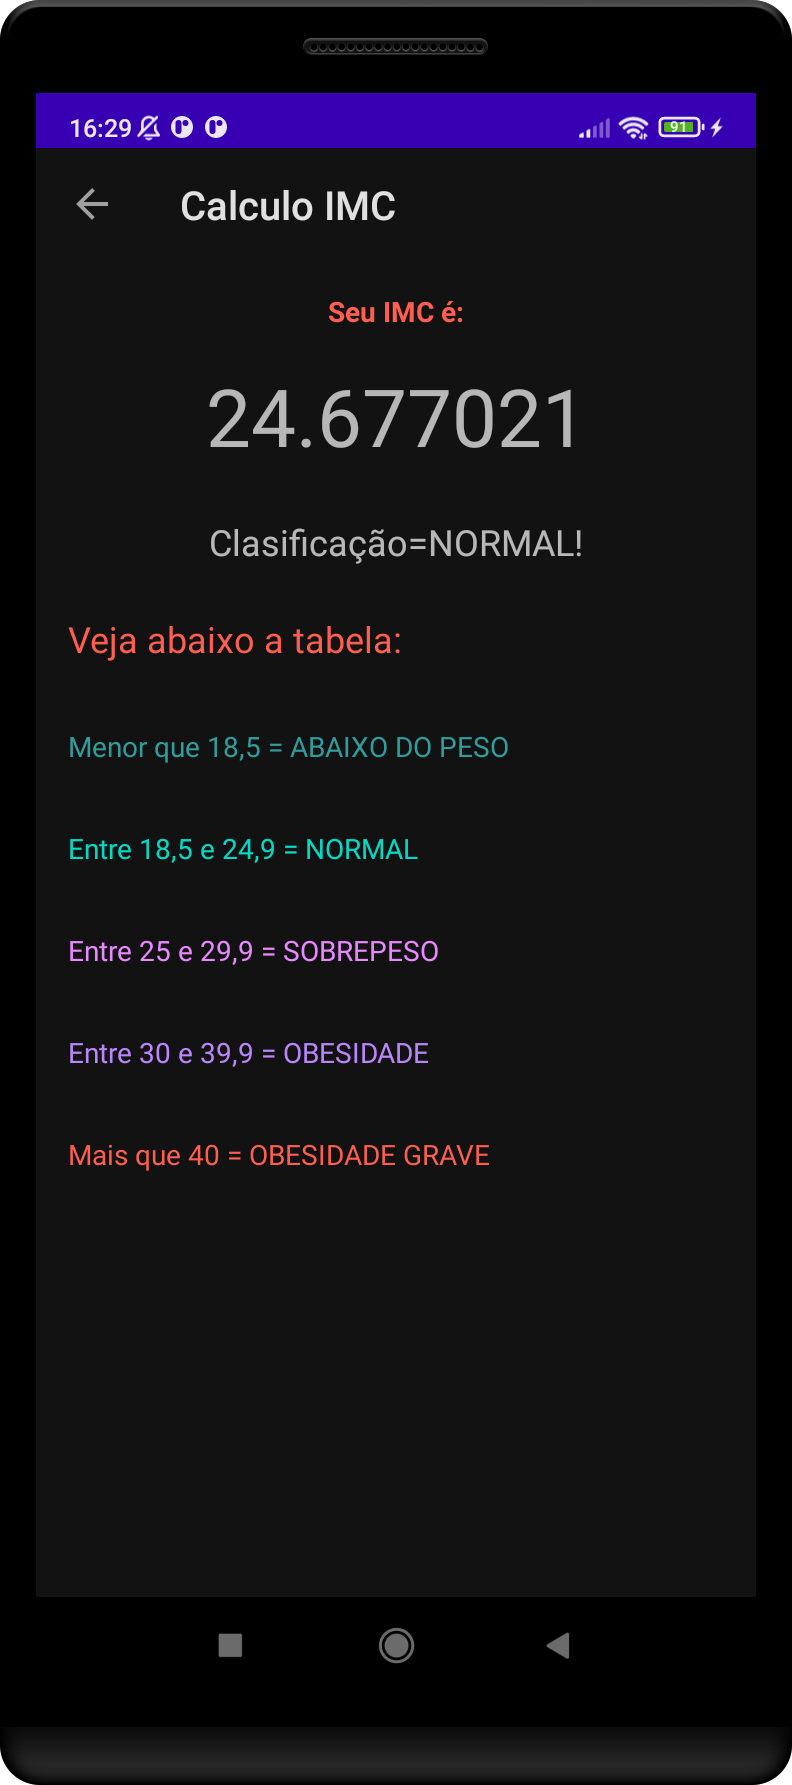 16:29
91
Calculo IMC
Seu IMC é:
24.677021
Clasificação=NORMAL!
Veja abaixo a tabela:
Menor que 18,5 = ABAIXO DO PESO
Entre 18,5 e 24,9 = NORMAL
Entre 25 e 29,9 = SOBREPESO
Entre 30 e 39,9 = OBESIDADE
Mais que 40 = OBESIDADE GRAVE